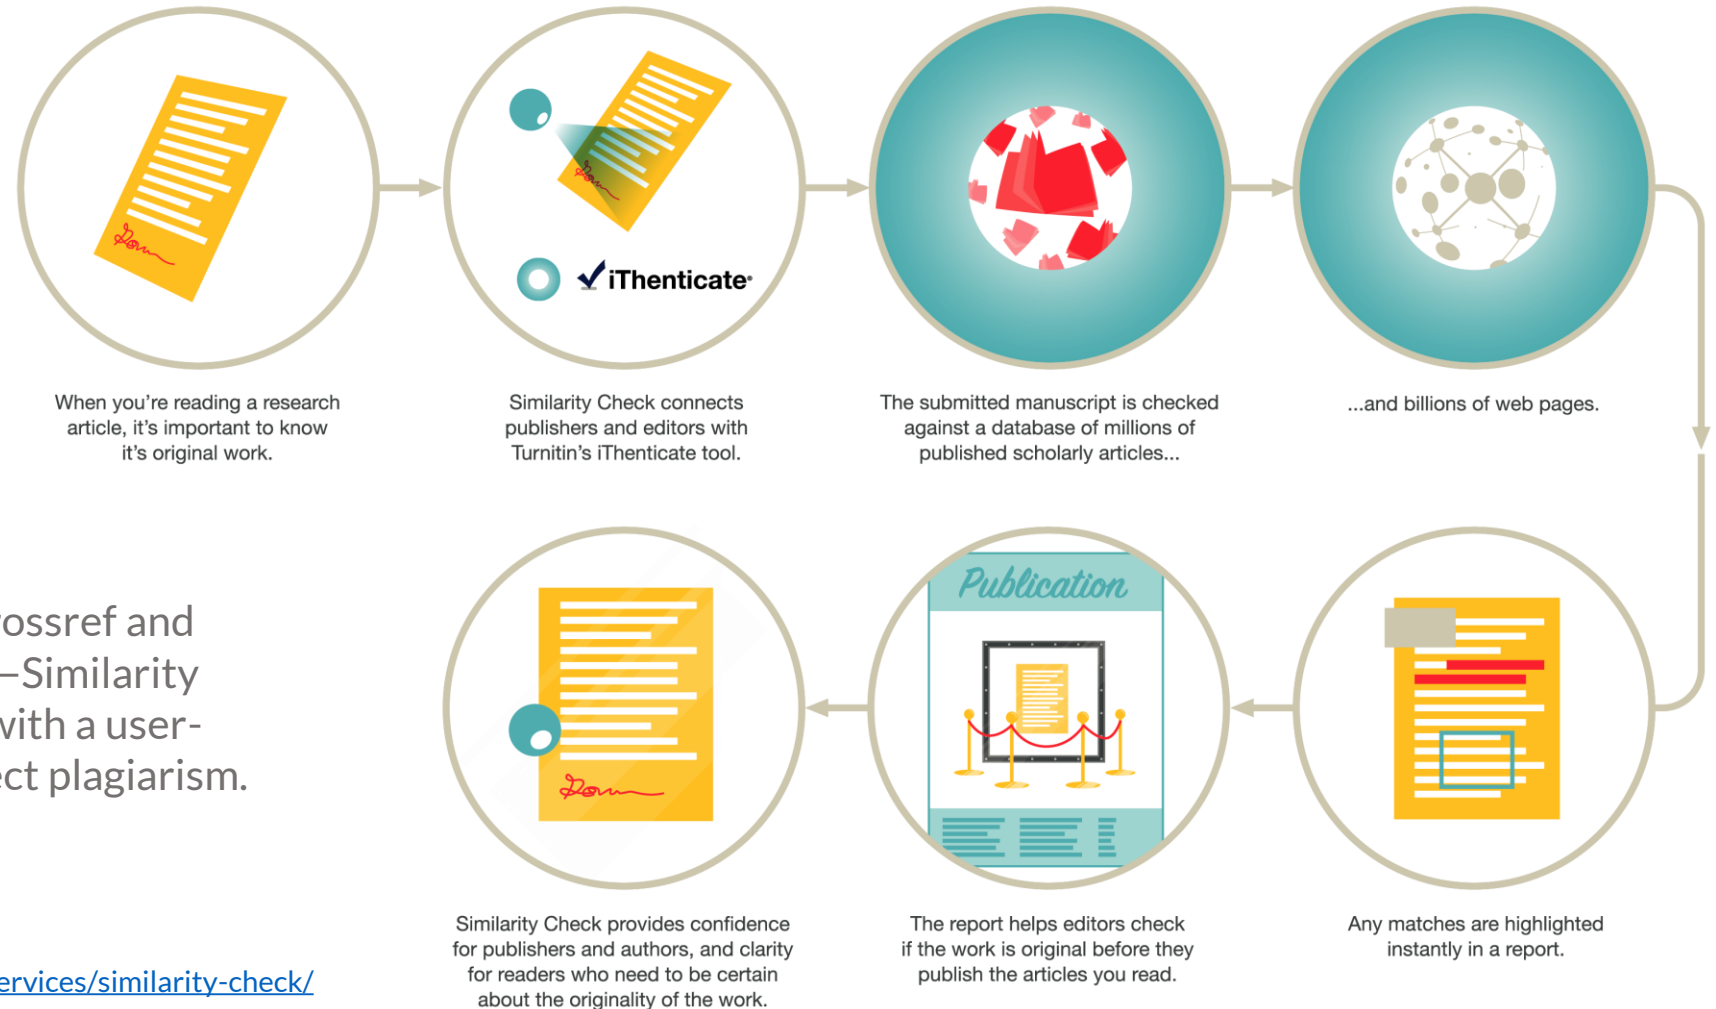 iThenticate®
When you’re reading a research
article, it’s important to know
it’s original work.
Similarity Check connects
publishers and editors with
Turnitin’s iThenticate tool.
The submitted manuscript is checked
against a database of millions of
published scholarly articles...
...and billions of web pages.
ossref and
–Similarity
with a user-
ect plagiarism.
Publication
Similarity Check provides confidence
for publishers and authors, and clarity
for readers who need to be certain
about the originality of the work.
The report helps editors check
if the work is original before they
publish the articles you read.
Any matches are highlighted
instantly in a report.
ervices/similarity-check/